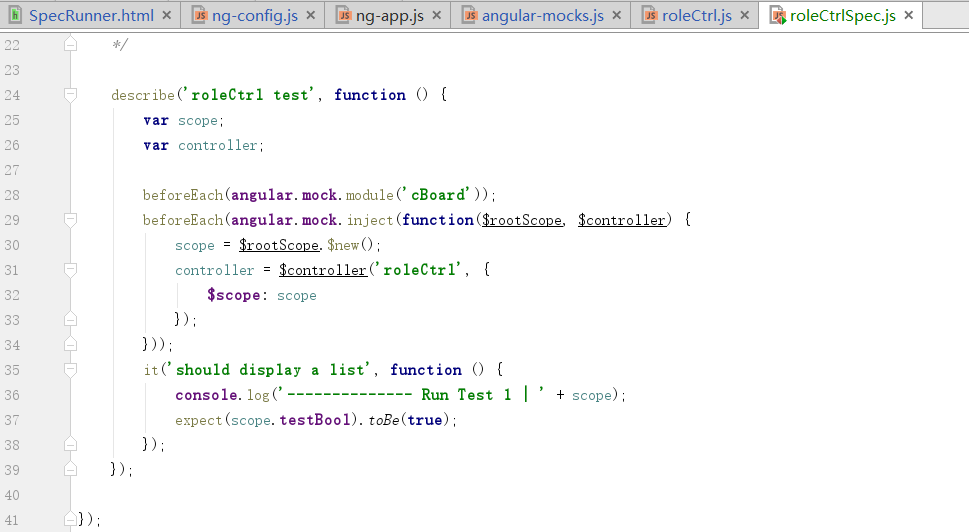 SpecRunner.html × ng-config.js × ng-app.js × angular-mocks.js × roleCtrl.js × roleCtrlSpec.js ×
22 */
23
24 describe('roleCtrl test', function () {
25 var scope;
26 var controller;
27
28 beforeEach(angular.mock.module('cBoard'));
29 beforeEach(angular.mock.inject(function($rootScope, $controller) {
30 scope = $rootScope.$new();
31 controller = $controller('roleCtrl', {
32 $scope: scope
33 });
34 }));
35 it('should display a list', function () {
36 console.log('-------------- Run Test 1 | ' + scope);
37 expect(scope.testBool).toBe(true);
38 });
39 });
40
41 });